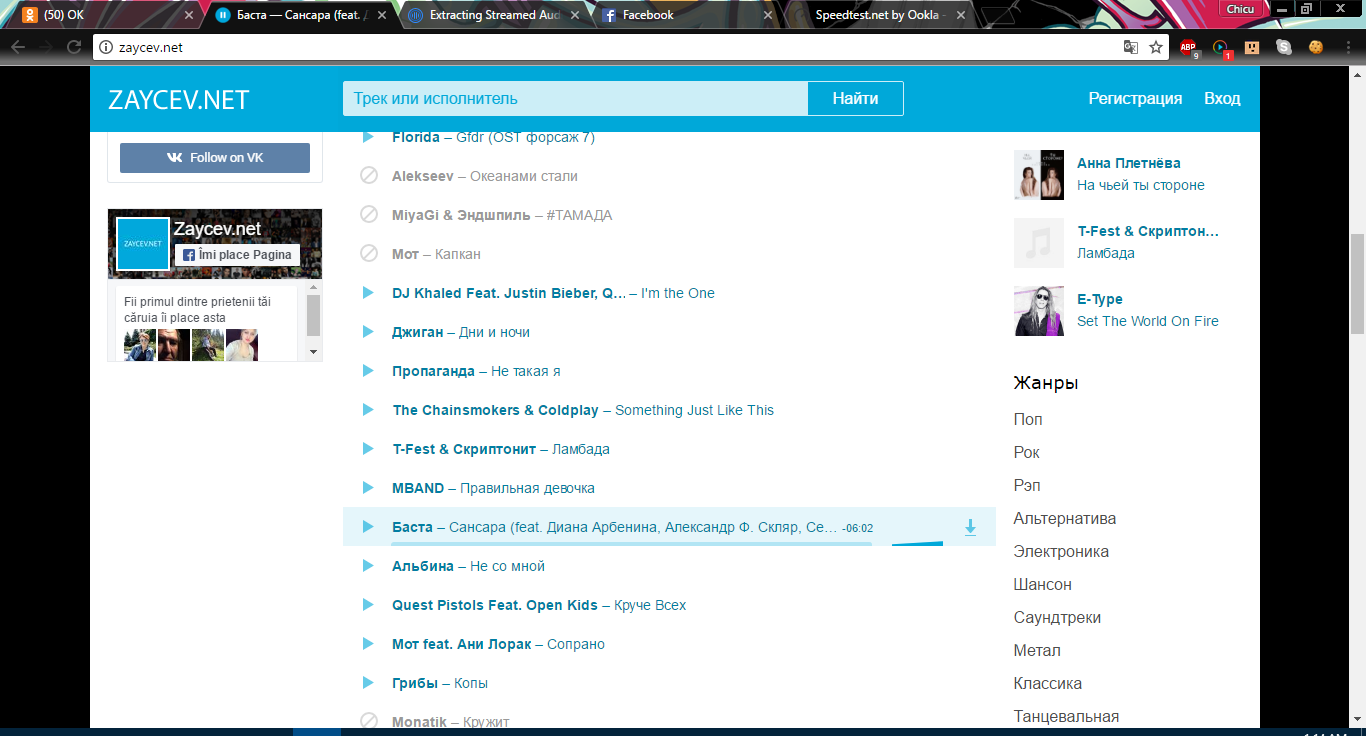 (50) OK
Баста — Сансара (feat. Д
Extracting Streamed Aud
Facebook
Speedtest.net by Ookla -
Chicu
zaycev.net
ABP
9
1
ZAYCEV.NET
Трек или исполнитель
Найти
Регистрация
Вход
Follow on VK
ZAYCEV.NET
Zaycev.net
Îmi place Pagina
Fii primul dintre prietenii tăi
căruia îi place asta
Florida – Gfdr (OST форсаж 7)
Alekseev – Океанами стали
MiyaGi & Эндшпиль – #ТАМАДА
Мот – Капкан
DJ Khaled Feat. Justin Bieber, Q... – I'm the One
Джиган – Дни и ночи
Пропаганда – Не такая я
The Chainsmokers & Coldplay – Something Just Like This
T-Fest & Скриптонит – Ламбада
MBAND – Правильная девочка
Баста – Сансара (feat. Диана Арбенина, Александр Ф. Скляр, Се... -06:02
Альбина – Не со мной
Quest Pistols Feat. Open Kids – Круче Всех
Мот feat. Ани Лорак – Сопрано
Грибы – Копы
Monatik – Кружит
Анна Плетнёва
На чьей ты стороне
T-Fest & Скриптон...
Ламбада
E-Type
Set The World On Fire
Жанры
Поп
Рок
Рэп
Альтернатива
Электроника
Шансон
Саундтреки
Метал
Классика
Танцевальная